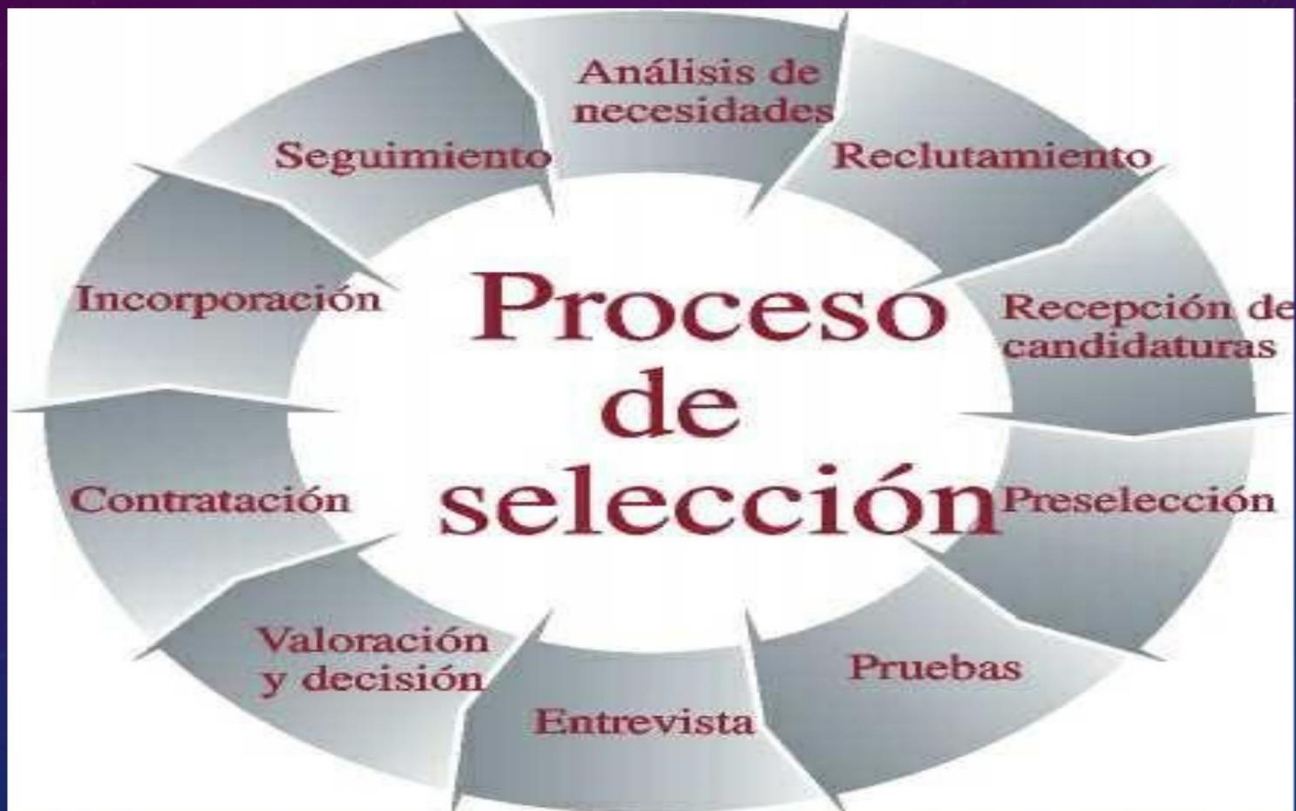 Proceso
de
selección
Análisis de
necesidades
Reclutamiento
Recepción de
candidaturas
Preselección
Pruebas
Entrevista
Valoración
y decisión
Contratación
Incorporación
Seguimiento